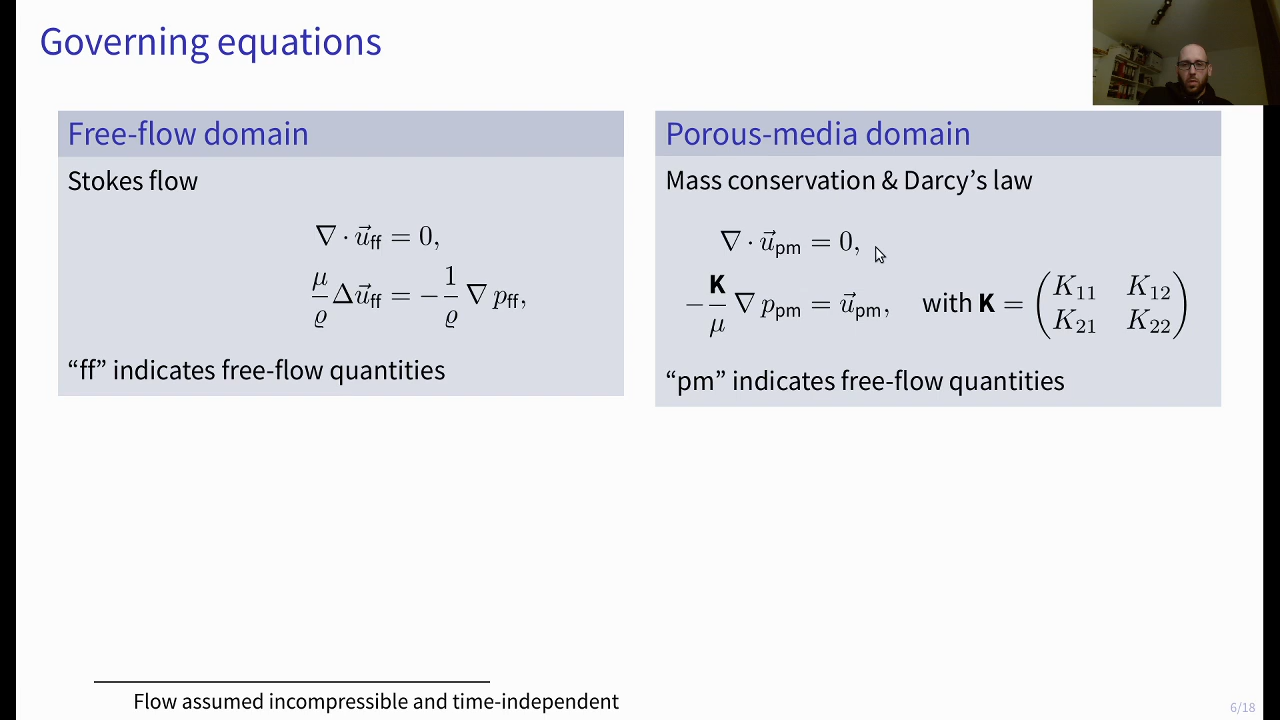 Governing equations
Free-flow domain
Stokes flow
∇ · u⃗_ff = 0,
μ/ϱ Δu⃗_ff = −1/ϱ ∇ p_ff,
“ff” indicates free-flow quantities
Porous-media domain
Mass conservation & Darcy’s law
∇ · u⃗_pm = 0,
−K/μ ∇ p_pm = u⃗_pm, with K = (K₁₁ K₁₂
K₂₁ K₂₂)
“pm” indicates free-flow quantities
Flow assumed incompressible and time-independent
6/18